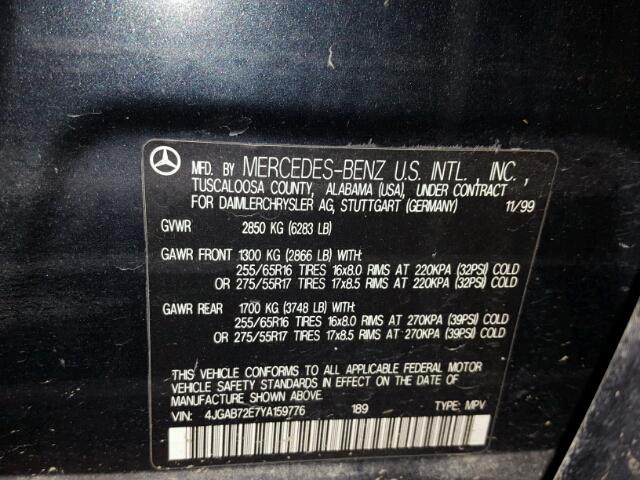 MFD. BY MERCEDES-BENZ U.S. INTL., INC.,
TUSCALOOSA COUNTY, ALABAMA (USA), UNDER CONTRACT
FOR DAIMLERCHRYSLER AG, STUTTGART (GERMANY) 11/99
GVWR 2850 KG (6283 LB)
GAWR FRONT 1300 KG (2866 LB) WITH:
255/65R16 TIRES 16x8.0 RIMS AT 220KPA (32PSI) COLD
OR 275/55R17 TIRES 17x8.5 RIMS AT 220KPA (32PSI) COLD
GAWR REAR 1700 KG (3748 LB) WITH:
255/65R16 TIRES 16x8.0 RIMS AT 270KPA (39PSI) COLD
OR 275/55R17 TIRES 17x8.5 RIMS AT 270KPA (39PSI) COLD
THIS VEHICLE CONFORMS TO ALL APPLICABLE FEDERAL MOTOR
VEHICLE SAFETY STANDARDS IN EFFECT ON THE DATE OF
MANUFACTURE SHOWN ABOVE.
VIN: 4JGAB72E7YA159776 189 TYPE: MPV